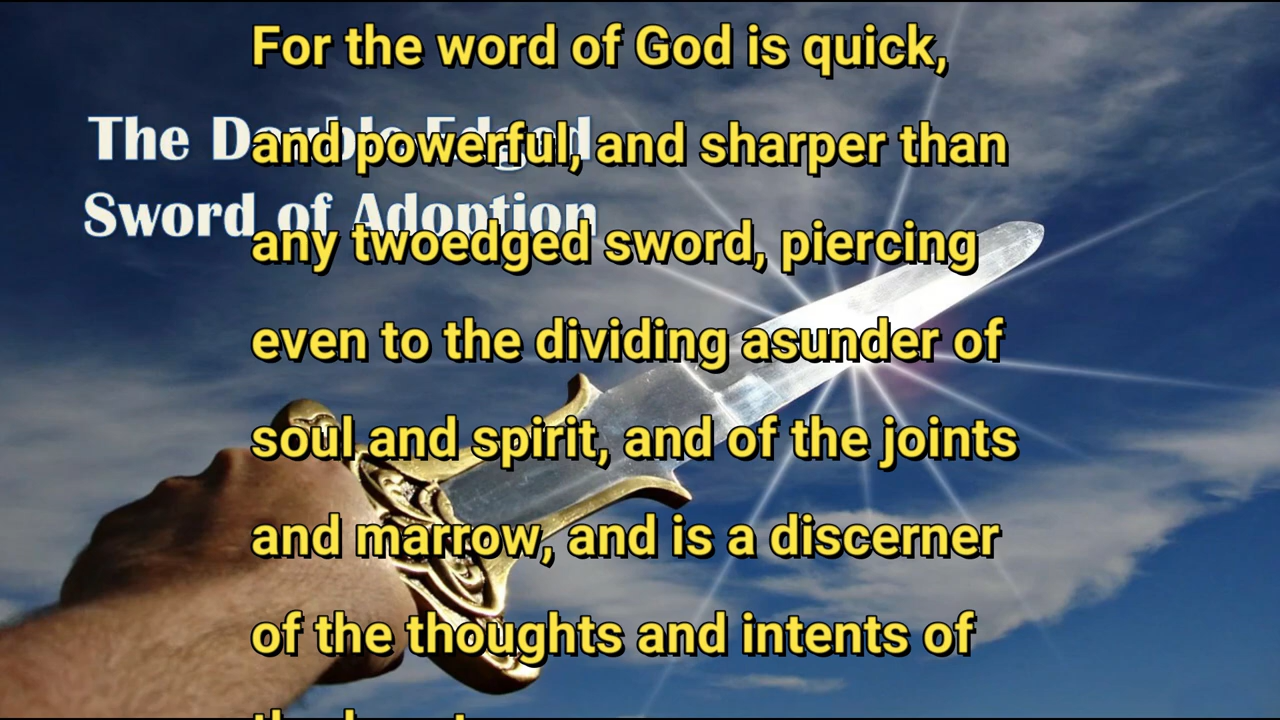 For the word of God is quick,
The Double Edged
and powerful, and sharper than
Sword of Adoption
any twoedged sword, piercing
even to the dividing asunder of
soul and spirit, and of the joints
and marrow, and is a discerner
of the thoughts and intents of